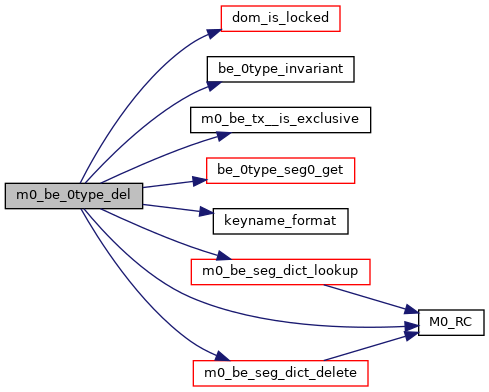 dom_is_locked
be_0type_invariant
m0_be_tx__is_exclusive
be_0type_seg0_get
m0_be_0type_del
keyname_format
m0_be_seg_dict_lookup
M0_RC
m0_be_seg_dict_delete